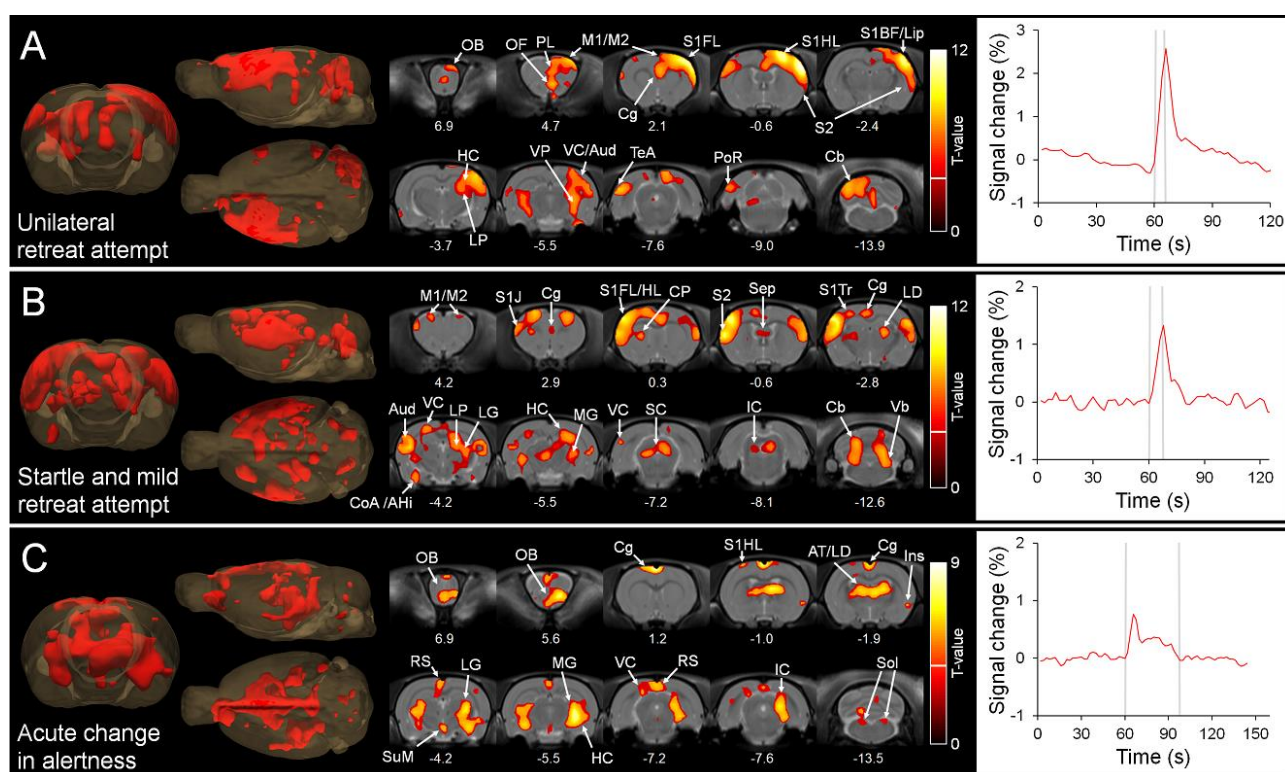 A
OB
OF
PL
M1/M2
S1FL
S1HL
S1BF/Lip
Cg
S2
6.9
4.7
2.1
-0.6
-2.4
HC
VP
VC/Aud
TeA
PoR
Cb
LP
-3.7
-5.5
-7.6
-9.0
-13.9
Unilateral
retreat attempt
12
T-value
0
Signal change (%)
3
2
1
0
-1
0
30
60
90
120
Time (s)
B
M1/M2
S1J
Cg
S1FL/HL
CP
S2
Sep
S1Tr
Cg
LD
4.2
2.9
0.3
-0.6
-2.8
Aud
VC
LP
LG
HC
MG
VC
SC
IC
Cb
Vb
CoA /AHi
-4.2
-5.5
-7.2
-8.1
-12.6
Startle and mild
retreat attempt
12
T-value
0
Signal change (%)
2
1
0
-1
0
30
60
90
120
Time (s)
C
OB
OB
Cg
S1HL
AT/LD
Cg
Ins
6.9
5.6
1.2
-1.0
-1.9
RS
LG
MG
VC
RS
IC
Sol
SuM
HC
-4.2
-5.5
-7.2
-7.6
-13.5
Acute change
in alertness
9
T-value
0
Signal change (%)
2
1
0
-1
0
30
60
90
120
150
Time (s)